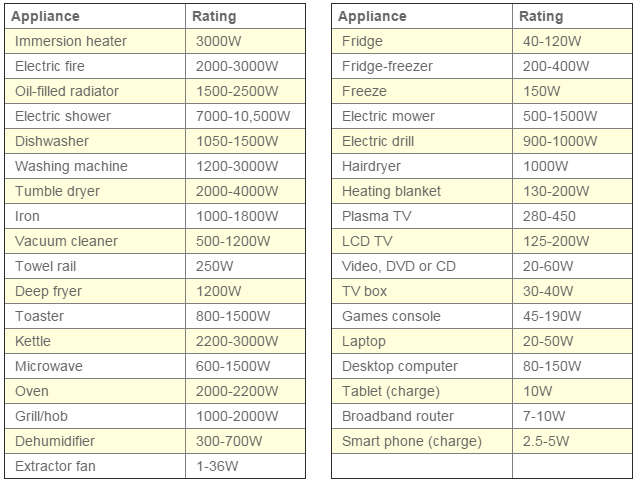 Appliance Rating
Immersion heater 3000W
Electric fire 2000-3000W
Oil-filled radiator 1500-2500W
Electric shower 7000-10,500W
Dishwasher 1050-1500W
Washing machine 1200-3000W
Tumble dryer 2000-4000W
Iron 1000-1800W
Vacuum cleaner 500-1200W
Towel rail 250W
Deep fryer 1200W
Toaster 800-1500W
Kettle 2200-3000W
Microwave 600-1500W
Oven 2000-2200W
Grill/hob 1000-2000W
Dehumidifier 300-700W
Extractor fan 1-36W
Appliance Rating
Fridge 40-120W
Fridge-freezer 200-400W
Freeze 150W
Electric mower 500-1500W
Electric drill 900-1000W
Hairdryer 1000W
Heating blanket 130-200W
Plasma TV 280-450
LCD TV 125-200W
Video, DVD or CD 20-60W
TV box 30-40W
Games console 45-190W
Laptop 20-50W
Desktop computer 80-150W
Tablet (charge) 10W
Broadband router 7-10W
Smart phone (charge) 2.5-5W